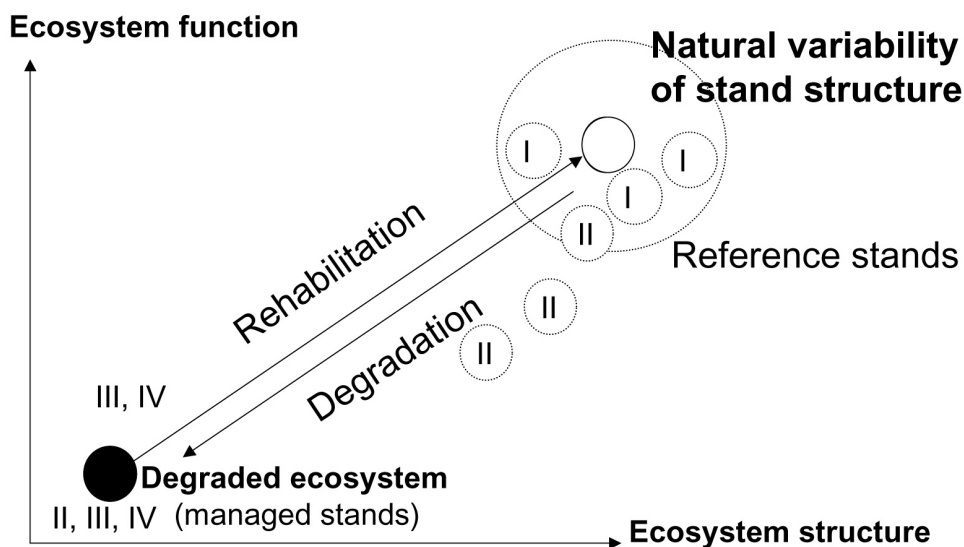 Ecosystem function
Natural variability
of stand structure
I
I
I
II
Reference stands
Rehabilitation
II
Degradation
II
III, IV
Degraded ecosystem
II, III, IV (managed stands)
Ecosystem structure